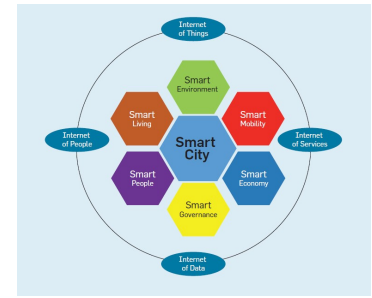 Internet
of Things
Smart
Environment
Smart
Living
Smart
Mobility
Internet
of People
Smart
City
Internet
of Services
Smart
People
Smart
Economy
Smart
Governance
Internet
of Data